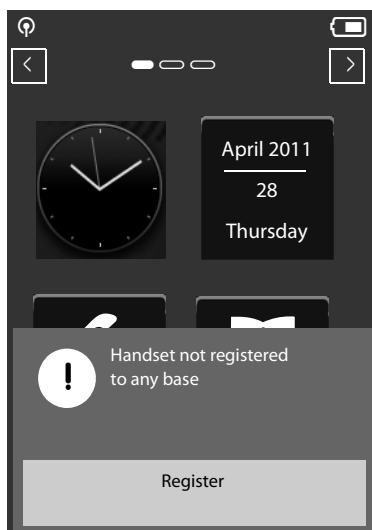 April 2011
28
Thursday
Handset not registered
to any base
Register